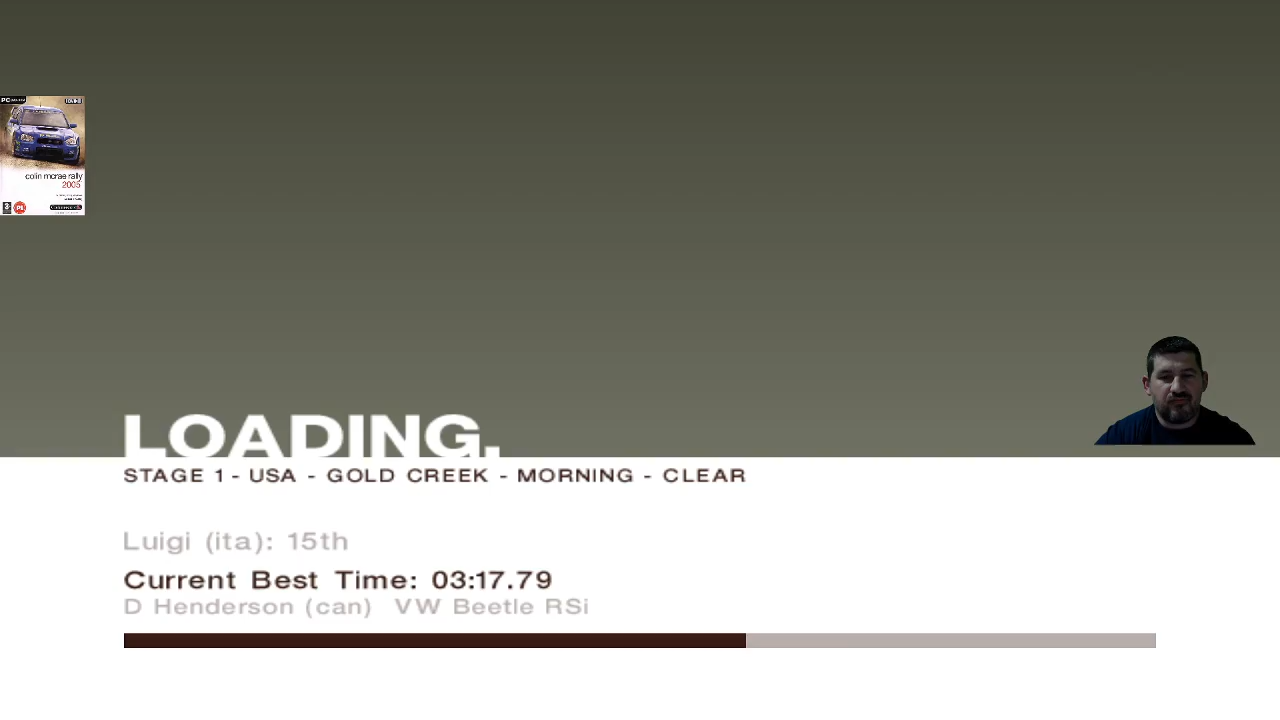 PC
colin mcrae rally
2005
LOADING.
STAGE 1 - USA - GOLD CREEK - MORNING - CLEAR
Luigi (ita): 15th
Current Best Time: 03:17.79
D Henderson (can) VW Beetle RSi